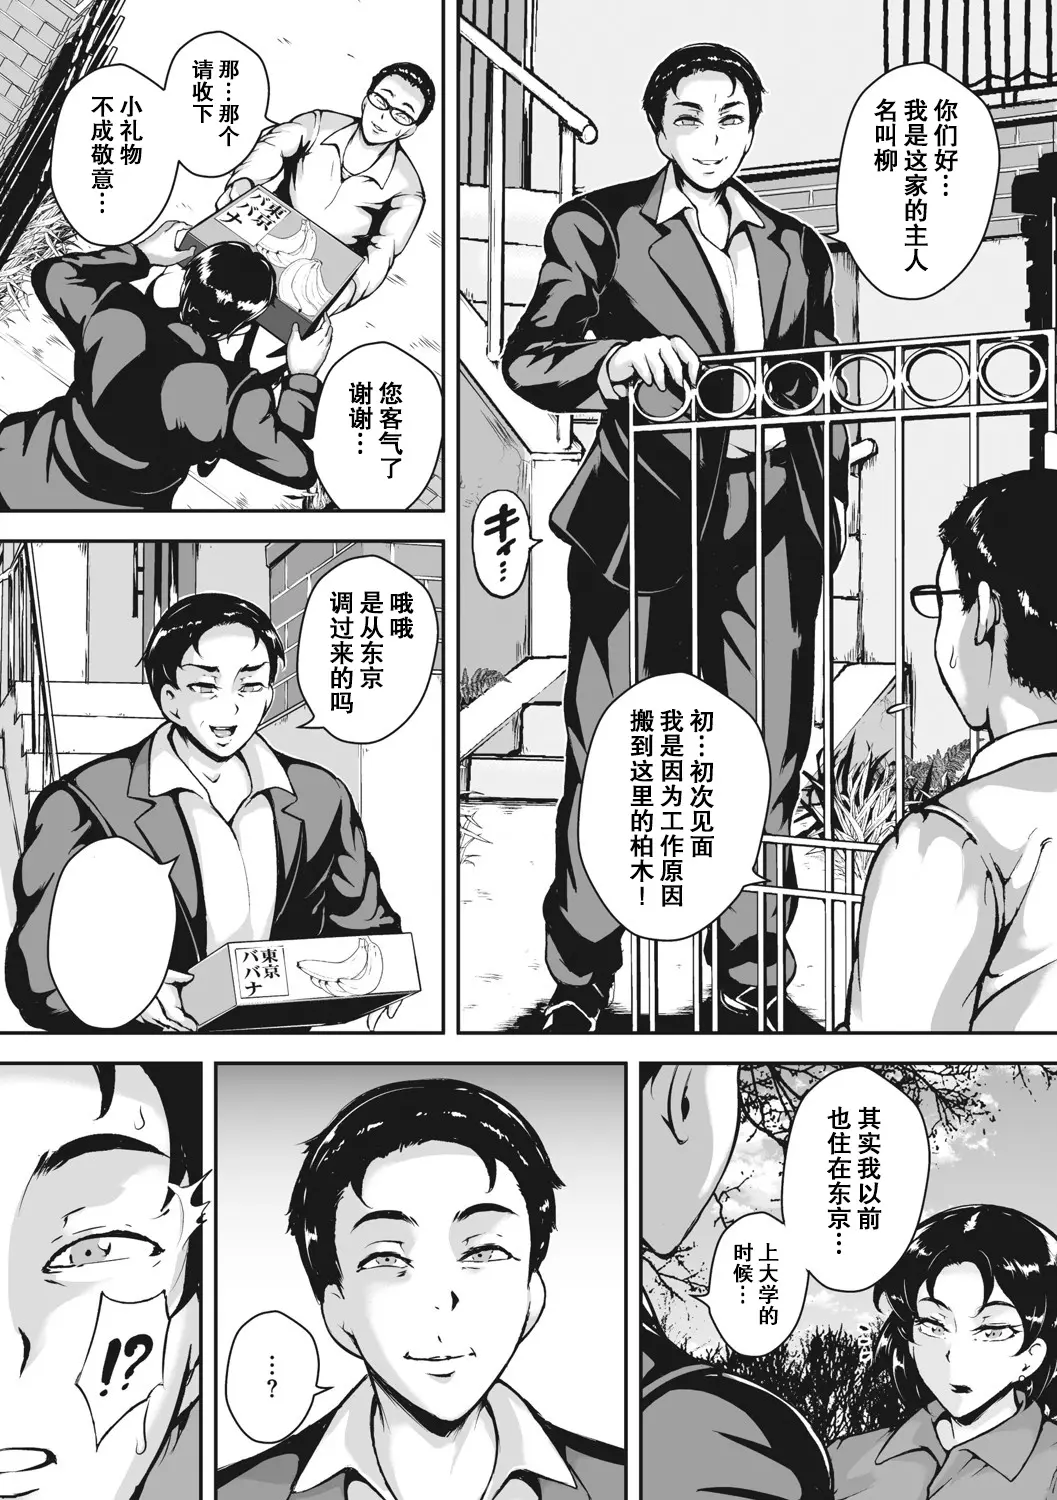 你们好…
我是这家的主人
名叫柳
キィ…
初…初次见面
我是因为工作原因
搬到这里的柏木！
那…那个
请收下
小礼物
不成敬意…
東京
バナナ
您客气了
谢谢…
哦哦
是从东京
调过来的吗
東京
バナナ
其实我以前
也住在东京…
上大学的
时候…
…?
!?